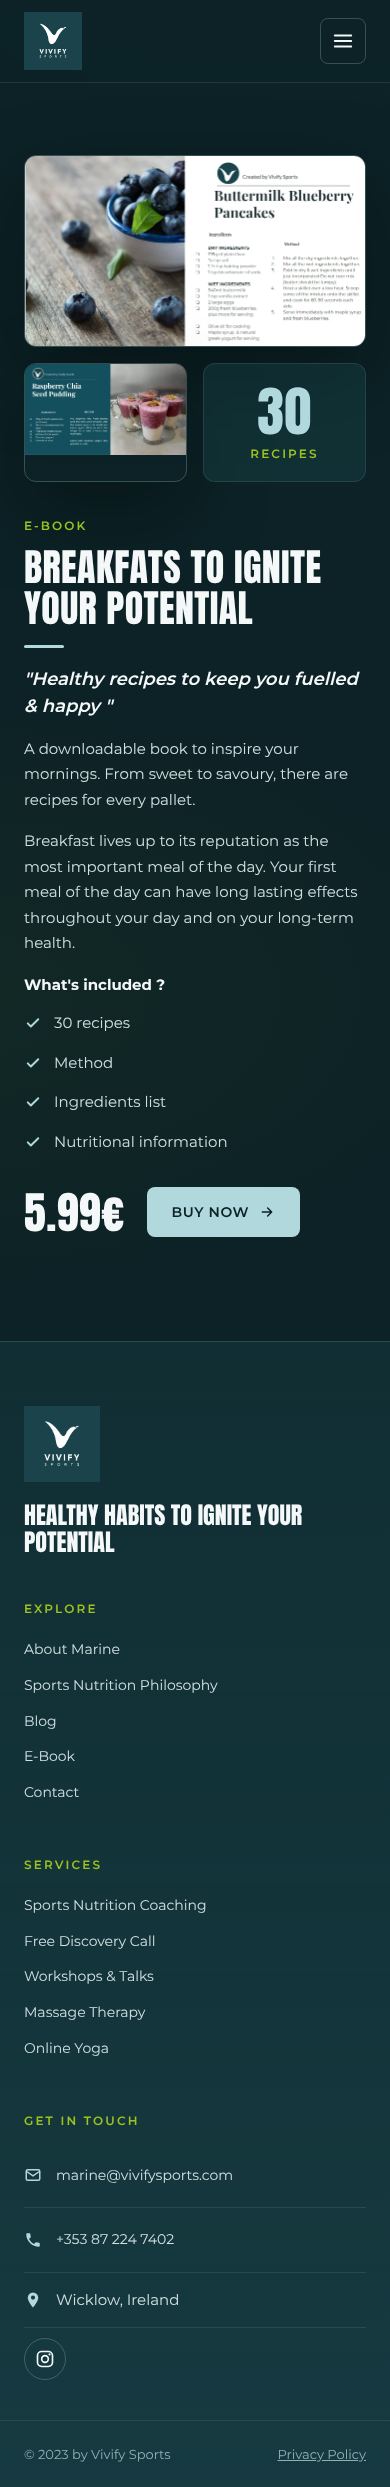 VIVIFY
SPORTS
Created by Vivify Sports
Buttermilk Blueberry
Pancakes
Ingredients
Method
DRY INGREDIENTS
WET INGREDIENTS
Raspberry Chia
Seed Pudding
30
RECIPES
E-BOOK
BREAKFATS TO IGNITE
YOUR POTENTIAL
"Healthy recipes to keep you fuelled
& happy "
A downloadable book to inspire your
mornings. From sweet to savoury, there are
recipes for every pallet.
Breakfast lives up to its reputation as the
most important meal of the day. Your first
meal of the day can have long lasting effects
throughout your day and on your long-term
health.
What's included ?
30 recipes
Method
Ingredients list
Nutritional information
5.99€
BUY NOW
VIVIFY
SPORTS
HEALTHY HABITS TO IGNITE YOUR
POTENTIAL
EXPLORE
About Marine
Sports Nutrition Philosophy
Blog
E-Book
Contact
SERVICES
Sports Nutrition Coaching
Free Discovery Call
Workshops & Talks
Massage Therapy
Online Yoga
GET IN TOUCH
marine@vivifysports.com
+353 87 224 7402
Wicklow, Ireland
© 2023 by Vivify Sports
Privacy Policy